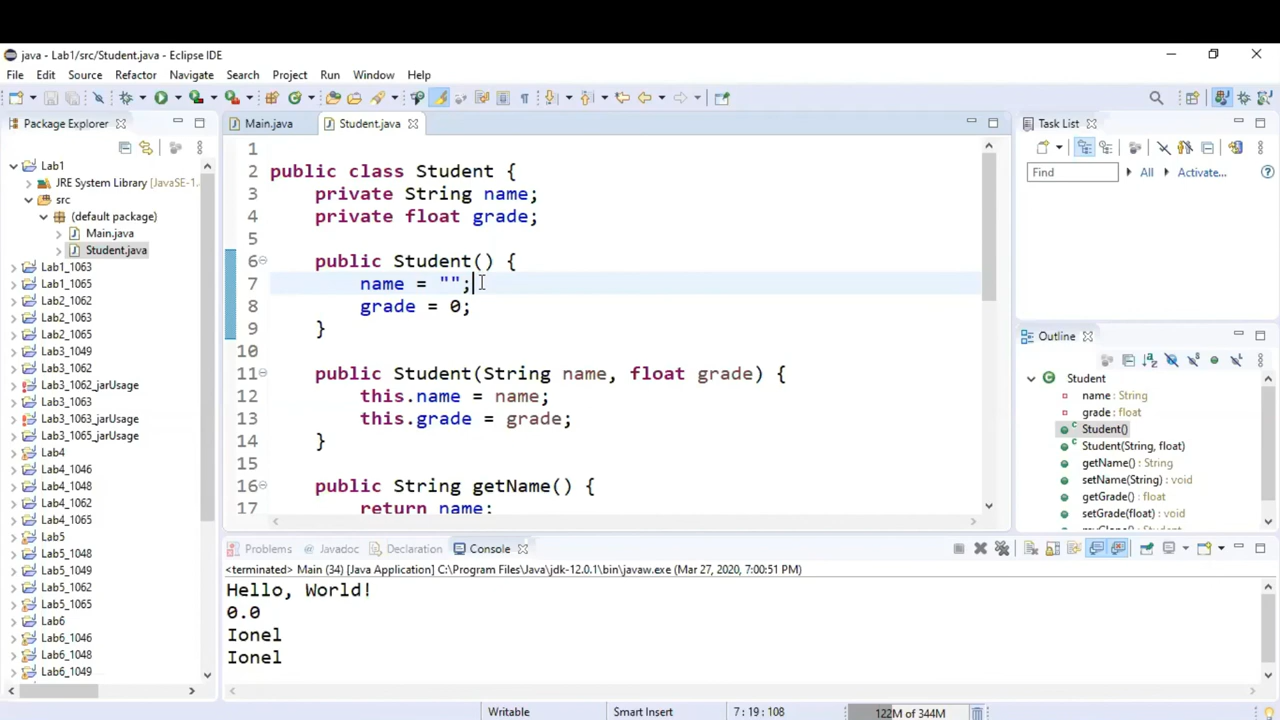 java - Lab1/src/Student.java - Eclipse IDE
File Edit Source Refactor Navigate Search Project Run Window Help
Package Explorer
Lab1
JRE System Library [JavaSE-1.
src
(default package)
Main.java
Student.java
Lab1_1063
Lab1_1065
Lab2_1062
Lab2_1063
Lab2_1065
Lab3_1049
Lab3_1062
Lab3_1062_jarUsage
Lab3_1063
Lab3_1063_jarUsage
Lab3_1065_jarUsage
Lab4
Lab4_1046
Lab4_1048
Lab4_1062
Lab4_1065
Lab5
Lab5_1048
Lab5_1049
Lab5_1062
Lab5_1065
Lab6
Lab6_1046
Lab6_1048
Lab6_1049
Main.java Student.java
1
2 public class Student {
3 private String name;
4 private float grade;
5
6 public Student() {
7 name = "";
8 grade = 0;
9 }
10
11 public Student(String name, float grade) {
12 this.name = name;
13 this.grade = grade;
14 }
15
16 public String getName() {
17 return name;
Task List
Find All Activate...
Outline
Student
name : String
grade : float
Student()
Student(String, float)
getName() : String
setName(String) : void
getGrade() : float
setGrade(float) : void
Problems Javadoc Declaration Console
<terminated> Main (34) [Java Application] C:\Program Files\Java\jdk-12.0.1\bin\javaw.exe (Mar 27, 2020, 7:00:51 PM)
Hello, World!
0.0
Ionel
Ionel
Writable Smart Insert 7 : 19 : 108 122M of 344M